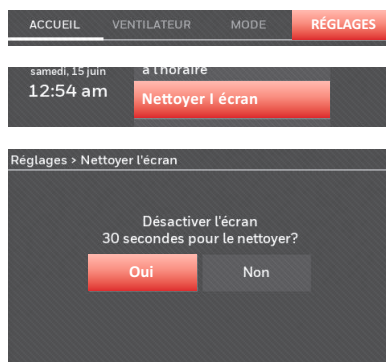 ACCUEIL VENTILATEUR MODE RÉGLAGES
samedi, 15 juin à l'horaire
12:54 am Nettoyer l écran
Réglages > Nettoyer l'écran
Désactiver l'écran
30 secondes pour le nettoyer?
Oui Non